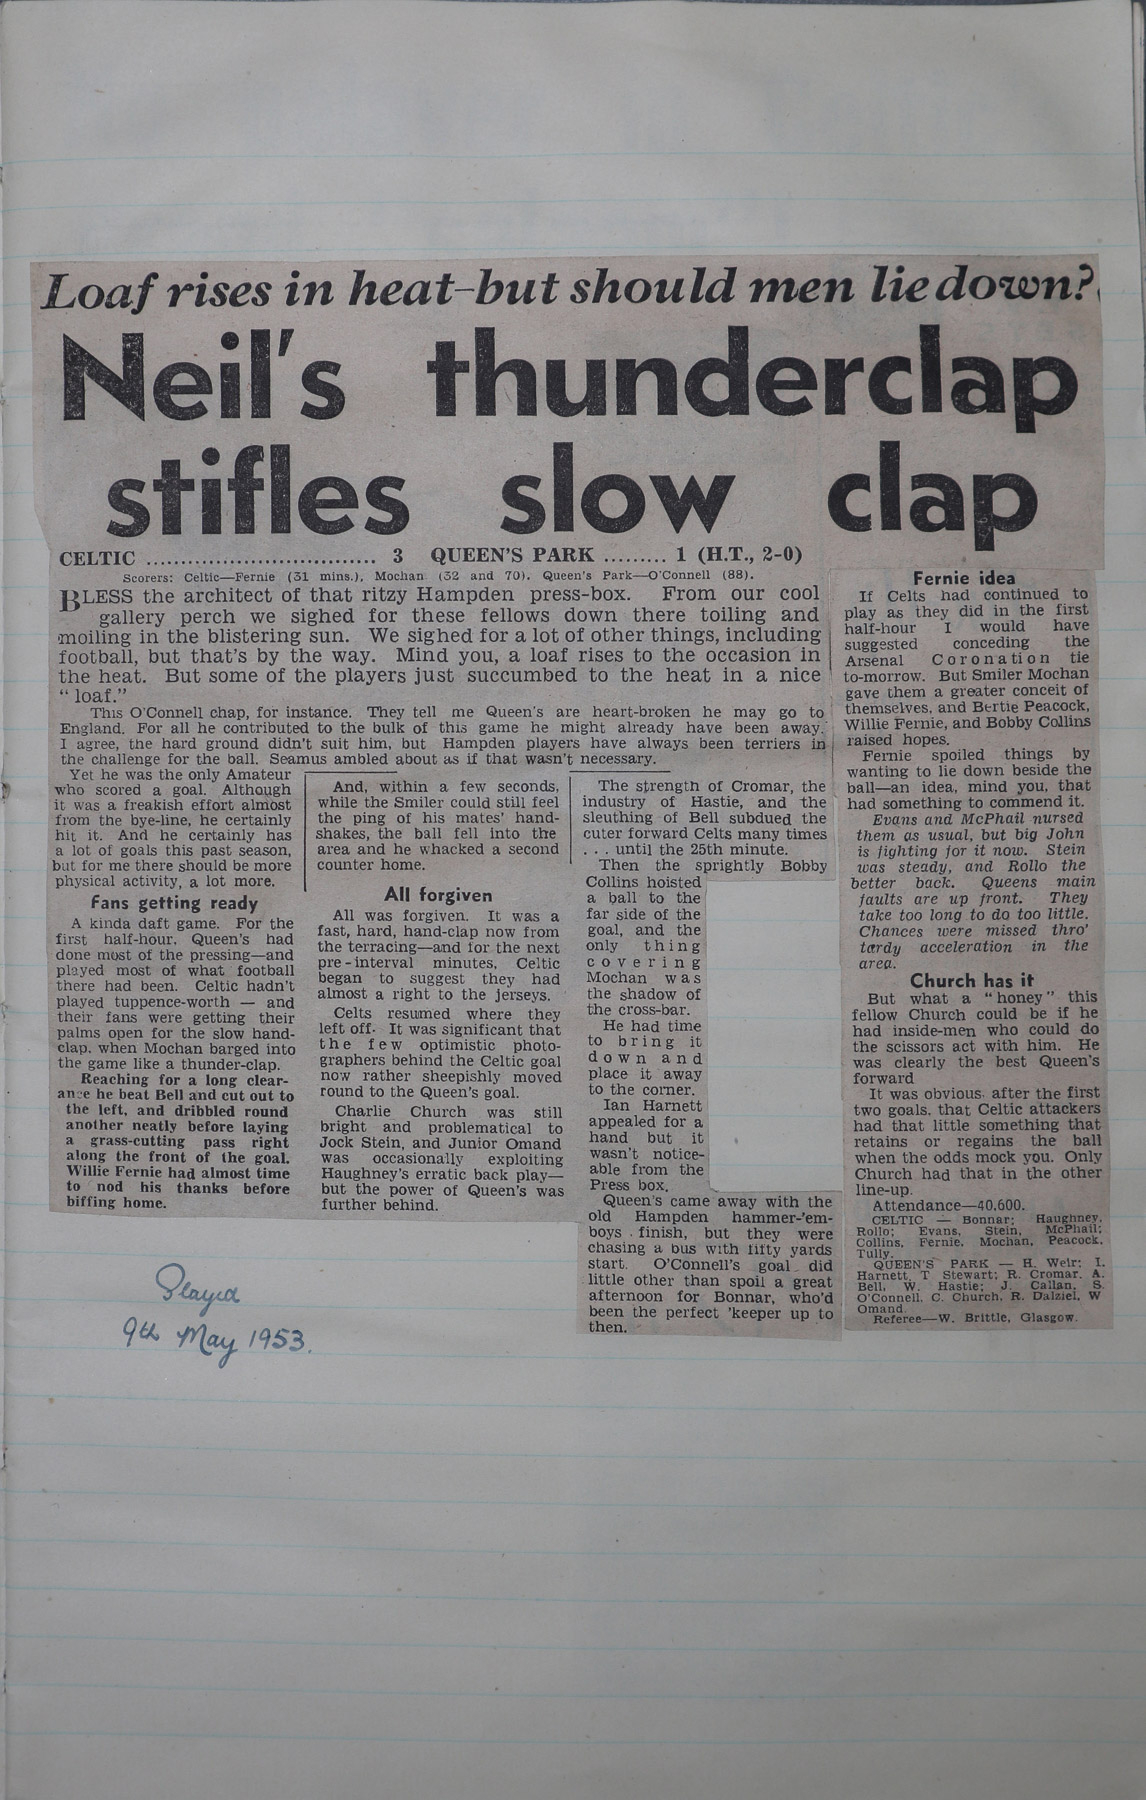 Loaf rises in heat-but should men lie down?
Neil's thunderclap
stifles slow clap
CELTIC ................................ 3 QUEEN'S PARK ......... 1 (H.T., 2-0)
Scorers: Celtic—Fernie (31 mins.), Mochan (32 and 70). Queen's Park—O'Connell (88).
BLESS the architect of that ritzy Hampden press-box. From our cool
gallery perch we sighed for these fellows down there toiling and
moiling in the blistering sun. We sighed for a lot of other things, including
football, but that's by the way. Mind you, a loaf rises to the occasion in
the heat. But some of the players just succumbed to the heat in a nice
“ loaf.”
This O'Connell chap, for instance. They tell me Queen's are heart-broken he may go to
England. For all he contributed to the bulk of this game he might already have been away.
I agree, the hard ground didn't suit him, but Hampden players have always been terriers in
the challenge for the ball. Seamus ambled about as if that wasn't necessary.
Yet he was the only Amateur
who scored a goal. Although
it was a freakish effort almost
from the bye-line, he certainly
hit it. And he certainly has
a lot of goals this past season,
but for me there should be more
physical activity, a lot more.
Fans getting ready
A kinda daft game. For the
first half-hour, Queen's had
done most of the pressing—and
played most of what football
there had been. Celtic hadn't
played tuppence-worth — and
their fans were getting their
palms open for the slow hand-
clap, when Mochan barged into
the game like a thunder-clap.
Reaching for a long clear-
ance he beat Bell and cut out to
the left, and dribbled round
another neatly before laying
a grass-cutting pass right
along the front of the goal.
Willie Fernie had almost time
to nod his thanks before
biffing home.
And, within a few seconds,
while the Smiler could still feel
the ping of his mates' hand-
shakes, the ball fell into the
area and he whacked a second
counter home.
All forgiven
All was forgiven. It was a
fast, hard, hand-clap now from
the terracing—and for the next
pre-interval minutes, Celtic
began to suggest they had
almost a right to the jerseys.
Celts resumed where they
left off. It was significant that
the few optimistic photo-
graphers behind the Celtic goal
now rather sheepishly moved
round to the Queen's goal.
Charlie Church was still
bright and problematical to
Jock Stein, and Junior Omand
was occasionally exploiting
Haughney's erratic back play—
but the power of Queen's was
further behind.
The strength of Cromar, the
industry of Hastie, and the
sleuthing of Bell subdued the
cuter forward Celts many times
. . . until the 25th minute.
Then the sprightly Bobby
Collins hoisted
a ball to the
far side of the
goal, and the
only thing
covering
Mochan was
the shadow of
the cross-bar.
He had time
to bring it
down and
place it away
to the corner.
Ian Harnett
appealed for a
hand but it
wasn't notice-
able from the
Press box.
Queen's came away with the
old Hampden hammer-'em-
boys finish, but they were
chasing a bus with fifty yards
start. O'Connell's goal did
little other than spoil a great
afternoon for Bonnar, who'd
been the perfect 'keeper up to
then.
Fernie idea
If Celts had continued to
play as they did in the first
half-hour I would have
suggested conceding the
Arsenal Coronation tie
to-morrow. But Smiler Mochan
gave them a greater conceit of
themselves, and Bertie Peacock,
Willie Fernie, and Bobby Collins
raised hopes.
Fernie spoiled things by
wanting to lie down beside the
ball—an idea, mind you, that
had something to commend it.
Evans and McPhail nursed
them as usual, but big John
is fighting for it now. Stein
was steady, and Rollo the
better back. Queens main
faults are up front. They
take too long to do too little.
Chances were missed thro'
tardy acceleration in the
area.
Church has it
But what a “honey” this
fellow Church could be if he
had inside-men who could do
the scissors act with him. He
was clearly the best Queen's
forward
It was obvious, after the first
two goals, that Celtic attackers
had that little something that
retains or regains the ball
when the odds mock you. Only
Church had that in the other
line-up.
Attendance—40,600.
CELTIC — Bonnar; Haughney,
Rollo; Evans, Stein, McPhail;
Collins, Fernie, Mochan, Peacock,
Tully.
QUEEN'S PARK — H. Weir; I.
Harnett, T Stewart; R. Cromar, A.
Bell, W. Hastie; J. Callan, S.
O'Connell, C. Church, R. Dalziel, W
Omand.
Referee—W. Brittle, Glasgow.
Played
9th May 1953.